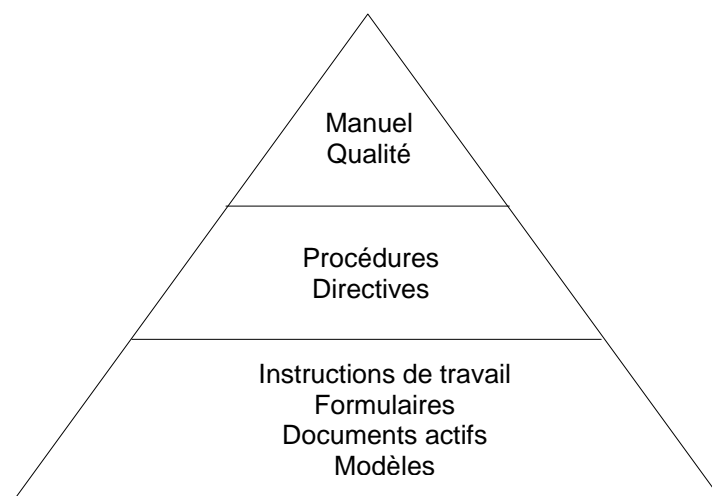 Manuel
Qualité
Procédures
Directives
Instructions de travail
Formulaires
Documents actifs
Modèles